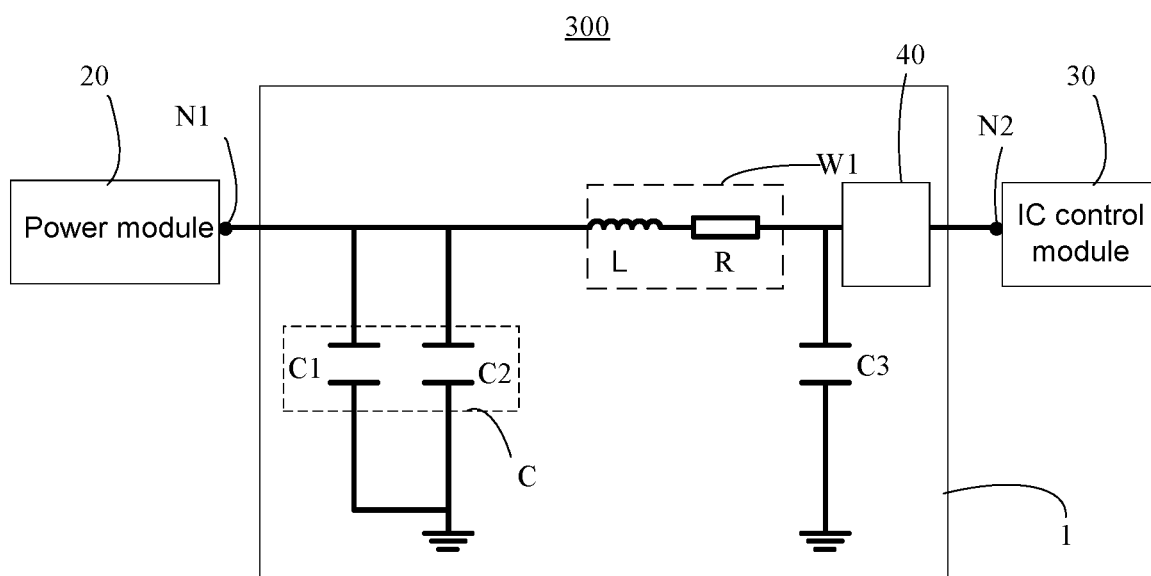 300
20
40
30
N1
W1
N2
Power module
IC control
module
L
R
C1
C2
C3
C
1